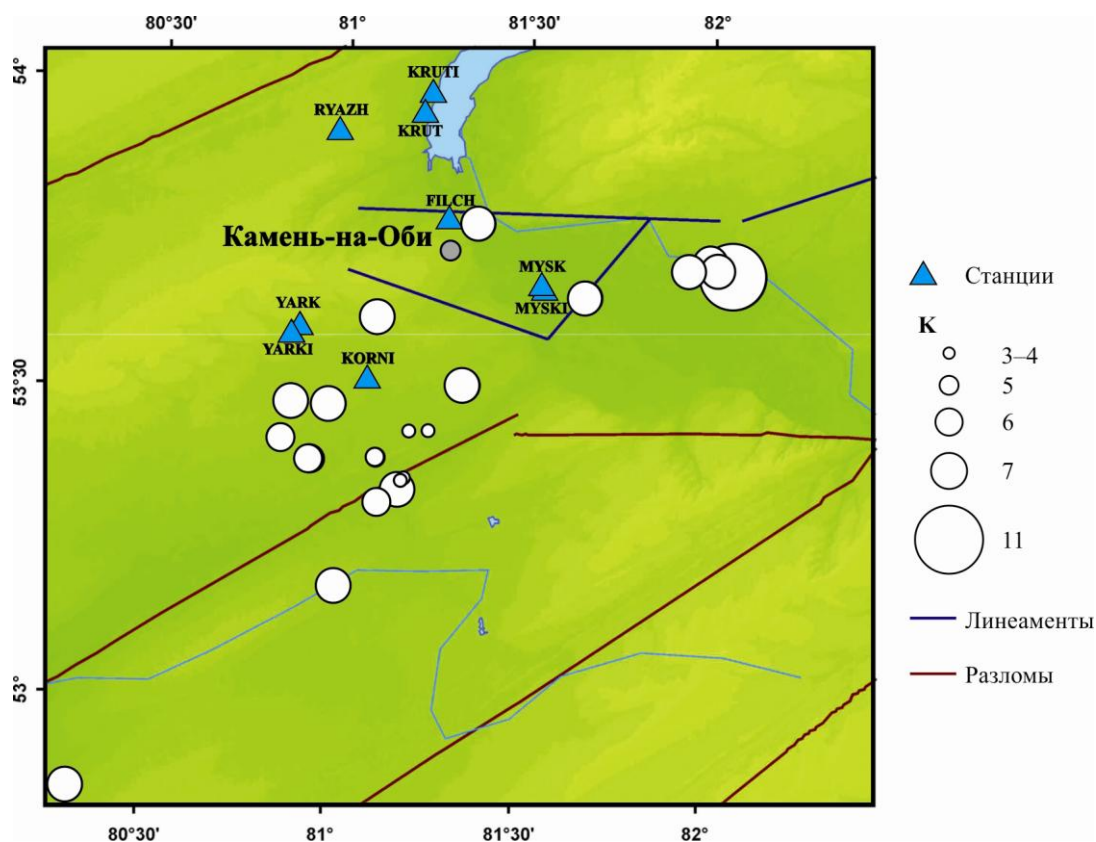 80°30' 81° 81°30' 82°
54°
KRUTI
RYAZH
KRUT
FILCH
Камень-на-Оби
MYSK
MYSKI
YARK
YARKI
KORNI
53°30'
53°
80°30' 81° 81°30' 82°
Станции
K
3–4
5
6
7
11
Линеаменты
Разломы